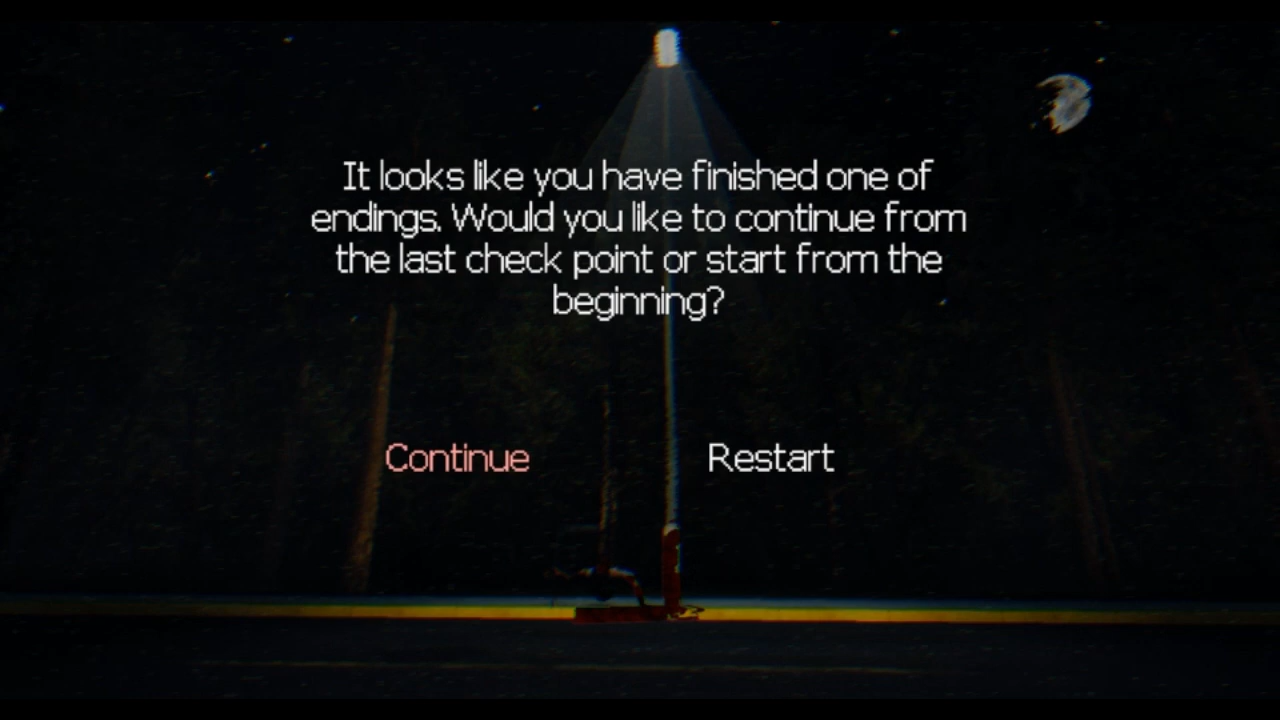 It looks like you have finished one of
endings. Would you like to continue from
the last check point or start from the
beginning?
Continue
Restart